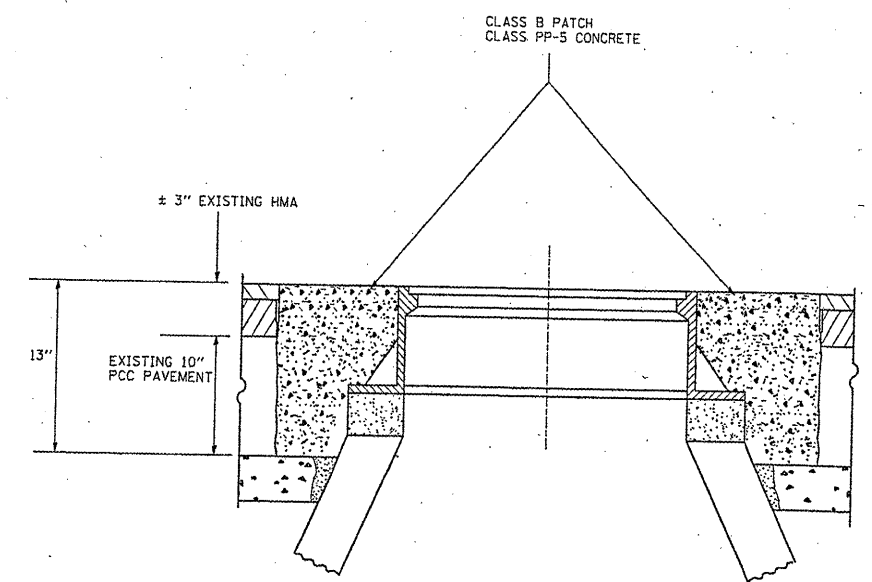 CLASS B PATCH
CLASS PP-5 CONCRETE
± 3" EXISTING HMA
13"
EXISTING 10"
PCC PAVEMENT